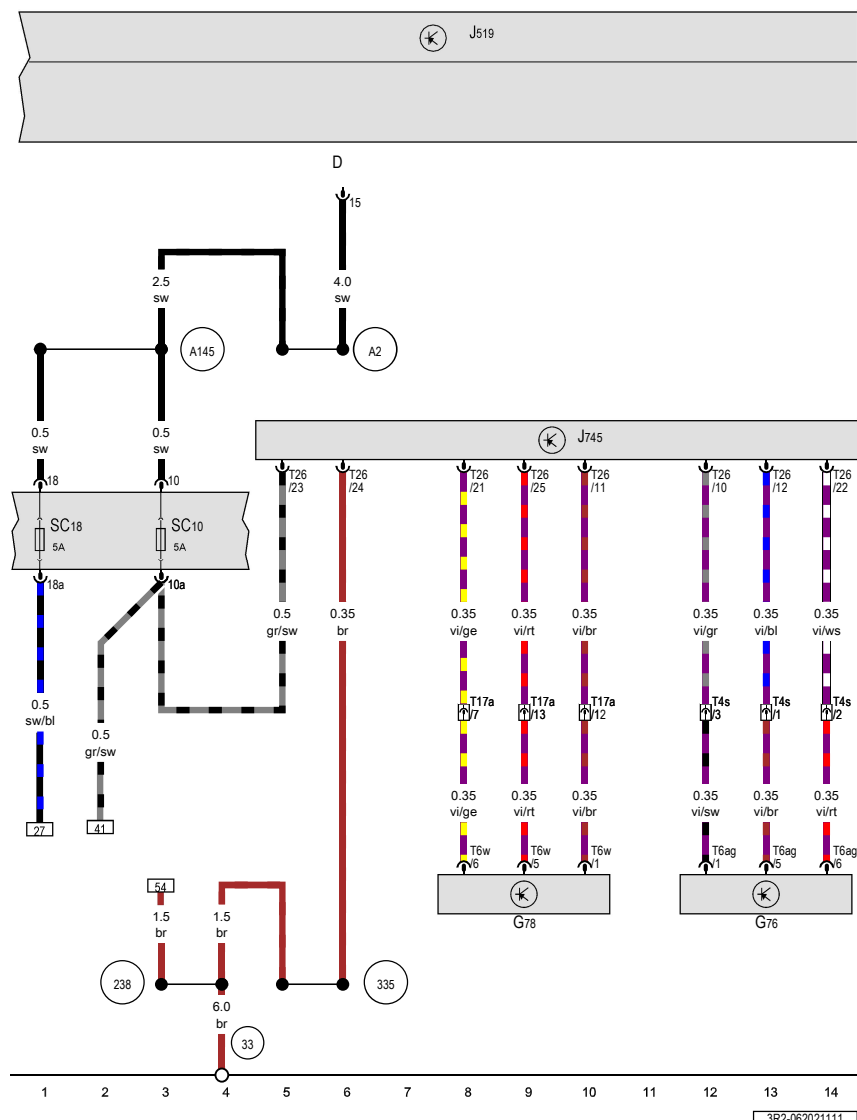 J519
D
15
2.5
sw
4.0
sw
A145
A2
0.5
sw
0.5
sw
J745
18
10
T26
/23
T26
/24
T26
/21
T26
/25
T26
/11
T26
/10
T26
/12
T26
/22
SC18
5A
SC10
5A
18a
10a
0.5
gr/sw
0.35
br
0.35
vi/ge
0.35
vi/rt
0.35
vi/br
0.35
vi/gr
0.35
vi/bl
0.35
vi/ws
0.5
sw/bl
0.5
gr/sw
T17a
/7
T17a
/13
T17a
/12
T4s
/3
T4s
/1
T4s
/2
0.35
vi/ge
0.35
vi/rt
0.35
vi/br
0.35
vi/sw
0.35
vi/br
0.35
vi/rt
27
41
T6w
/6
T6w
/5
T6w
/1
T6ag
/1
T6ag
/5
T6ag
/6
54
G78
G76
1.5
br
1.5
br
238
335
6.0
br
33
1 2 3 4 5 6 7 8 9 10 11 12 13 14
3R2-062021111